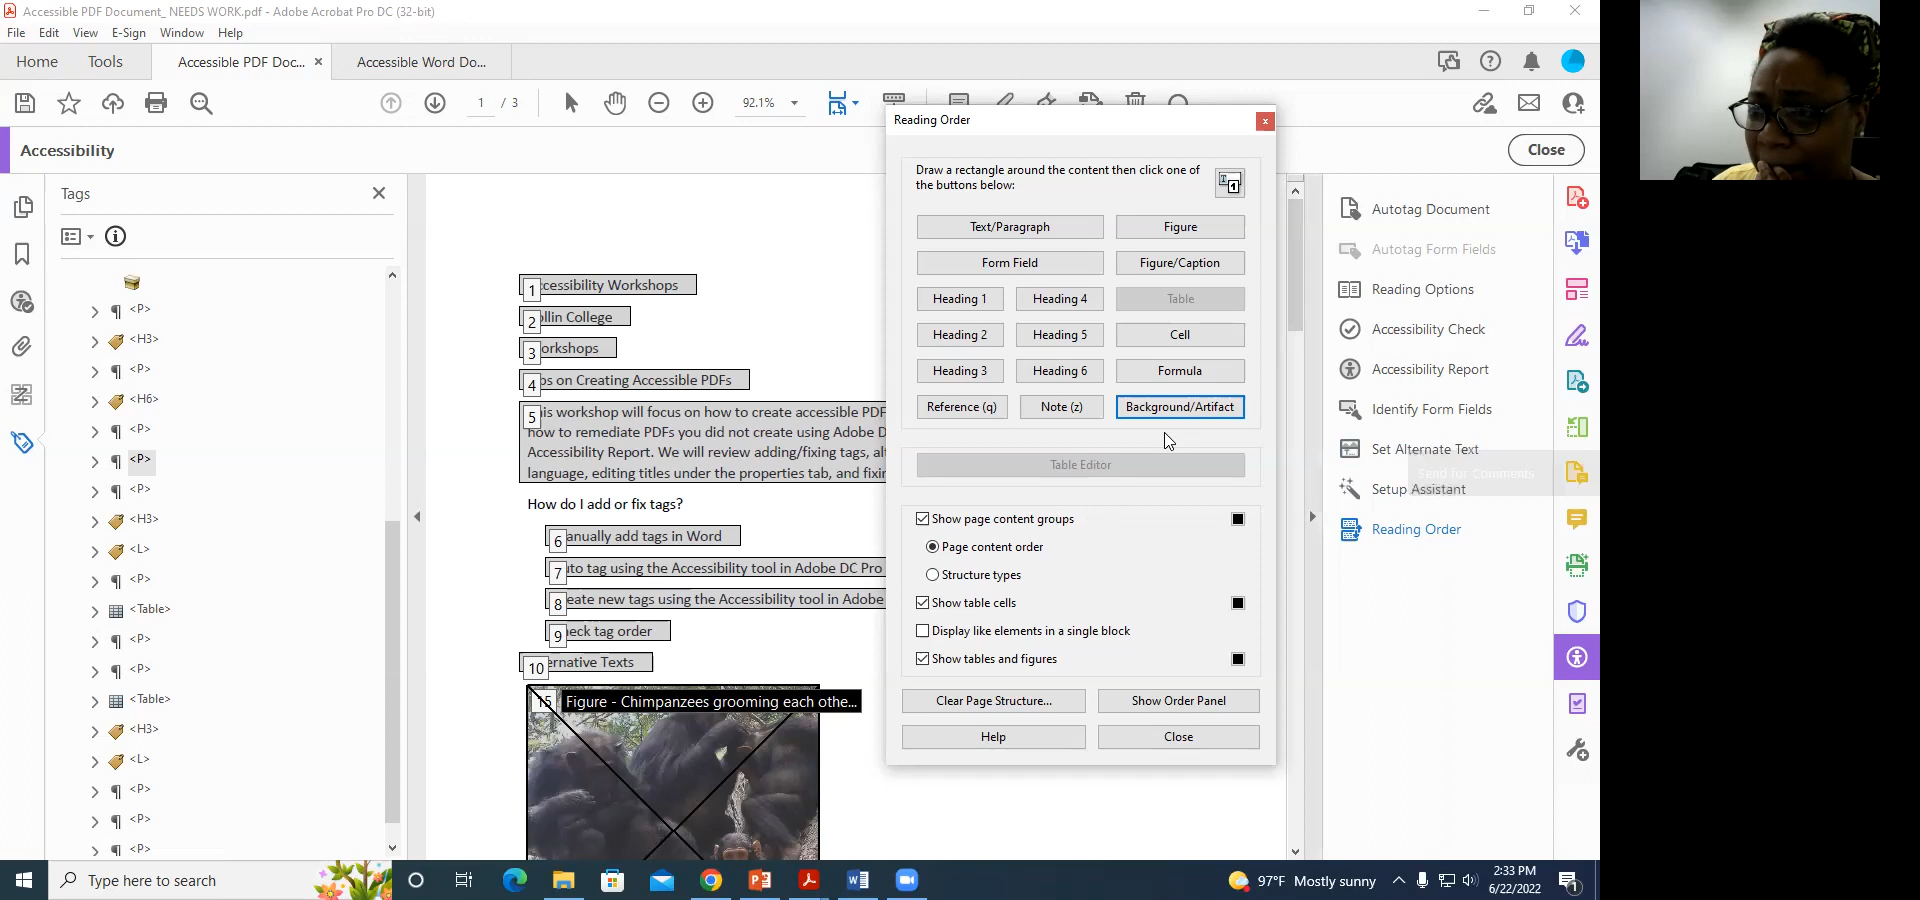 Accessible PDF Document_ NEEDS WORK.pdf - Adobe Acrobat Pro DC (32-bit)
File Edit View E-Sign Window Help
Home Tools Accessible PDF Doc... × Accessible Word Do...
1 / 3 92.1%
Accessibility
Close
Tags
<P>
<H3>
<P>
<H6>
<P>
<P>
<P>
<H3>
<L>
<P>
<Table>
<P>
<P>
<Table>
<H3>
<L>
<P>
<P>
<P>
1 ccessibility Workshops
2 ollin College
3 orkshops
4 ps on Creating Accessible PDFs
5 his workshop will focus on how to create accessible PDF
how to remediate PDFs you did not create using Adobe D
Accessibility Report. We will review adding/fixing tags, alt
language, editing titles under the properties tab, and fixin
How do I add or fix tags?
6 anually add tags in Word
7 uto tag using the Accessibility tool in Adobe DC Pro
8 eate new tags using the Accessibility tool in Adobe
9 eck tag order
10 ernative Texts
15 Figure - Chimpanzees grooming each othe...
Reading Order
Draw a rectangle around the content then click one of
the buttons below:
Text/Paragraph Figure
Form Field Figure/Caption
Heading 1 Heading 4 Table
Heading 2 Heading 5 Cell
Heading 3 Heading 6 Formula
Reference (q) Note (z) Background/Artifact
Table Editor
Show page content groups
Page content order
Structure types
Show table cells
Display like elements in a single block
Show tables and figures
Clear Page Structure... Show Order Panel
Help Close
Autotag Document
Autotag Form Fields
Reading Options
Accessibility Check
Accessibility Report
Identify Form Fields
Set Alternate Text
Send for Comments
Setup Assistant
Reading Order
Type here to search
97°F Mostly sunny
2:33 PM
6/22/2022
1